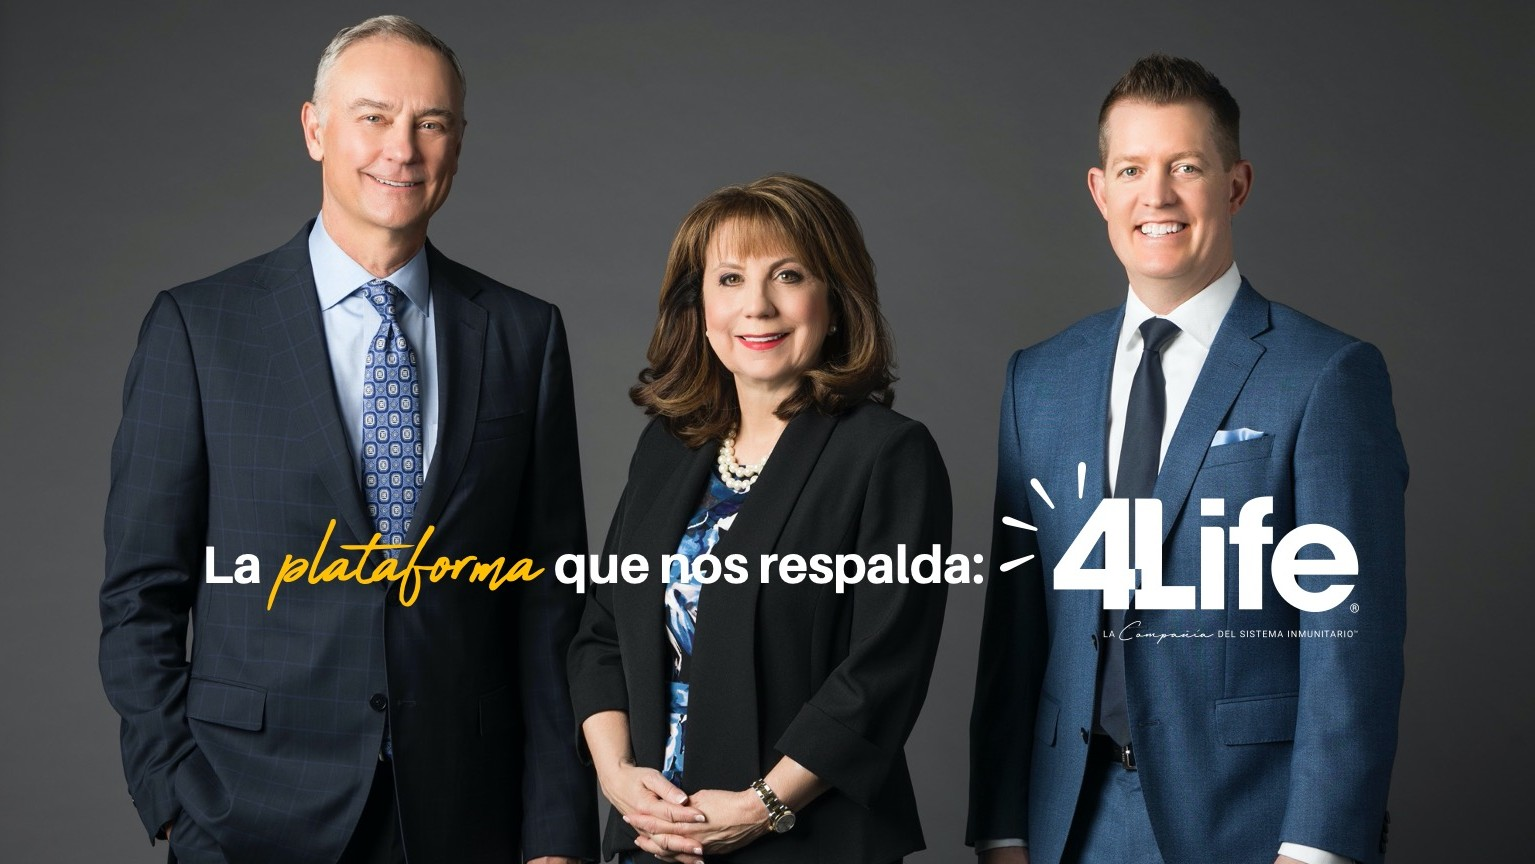 La plataforma que nos respalda: 4Life®
LA Compañía DEL SISTEMA INMUNITARIO™